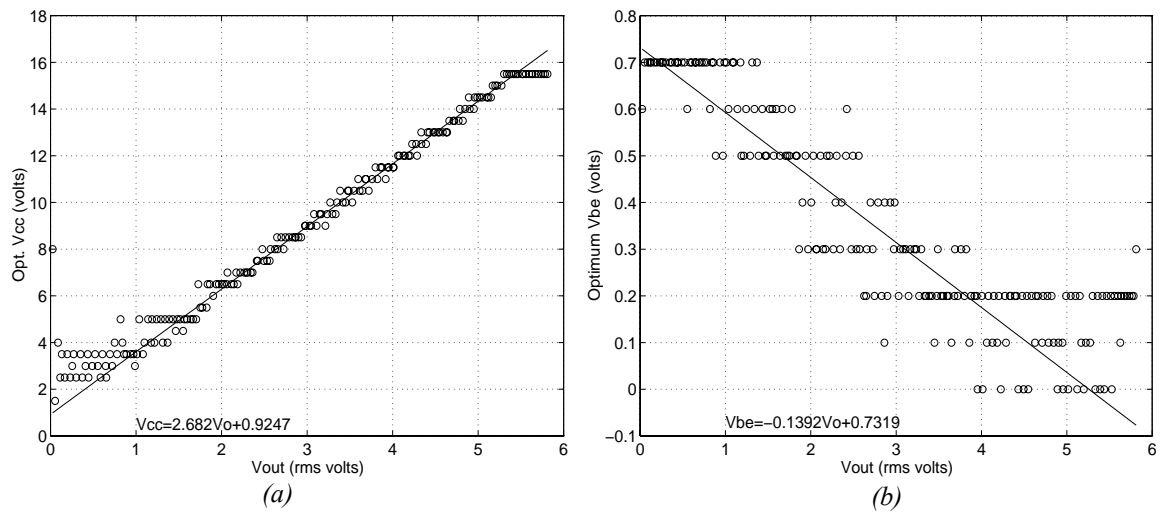 18
16
14
12
10
8
6
4
2
0
Opt. Vcc (volts)
0 1 2 3 4 5 6
Vout (rms volts)
Vcc=2.682Vo+0.9247
(a)
0.8
0.7
0.6
0.5
0.4
0.3
0.2
0.1
0
−0.1
Optimum Vbe (volts)
0 1 2 3 4 5 6
Vout (rms volts)
Vbe=−0.1392Vo+0.7319
(b)